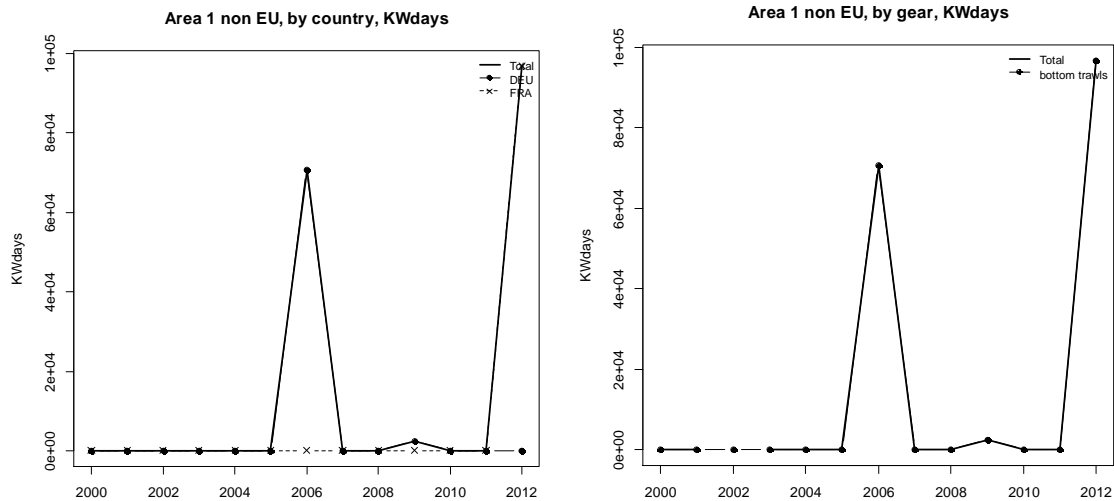 Area 1 non EU, by country, KWdays
KWdays
0e+00
2e+04
4e+04
6e+04
8e+04
1e+05
Total
DEU
FRA
2000 2002 2004 2006 2008 2010 2012
Area 1 non EU, by gear, KWdays
KWdays
0e+00
2e+04
4e+04
6e+04
8e+04
1e+05
Total
bottom trawls
2000 2002 2004 2006 2008 2010 2012